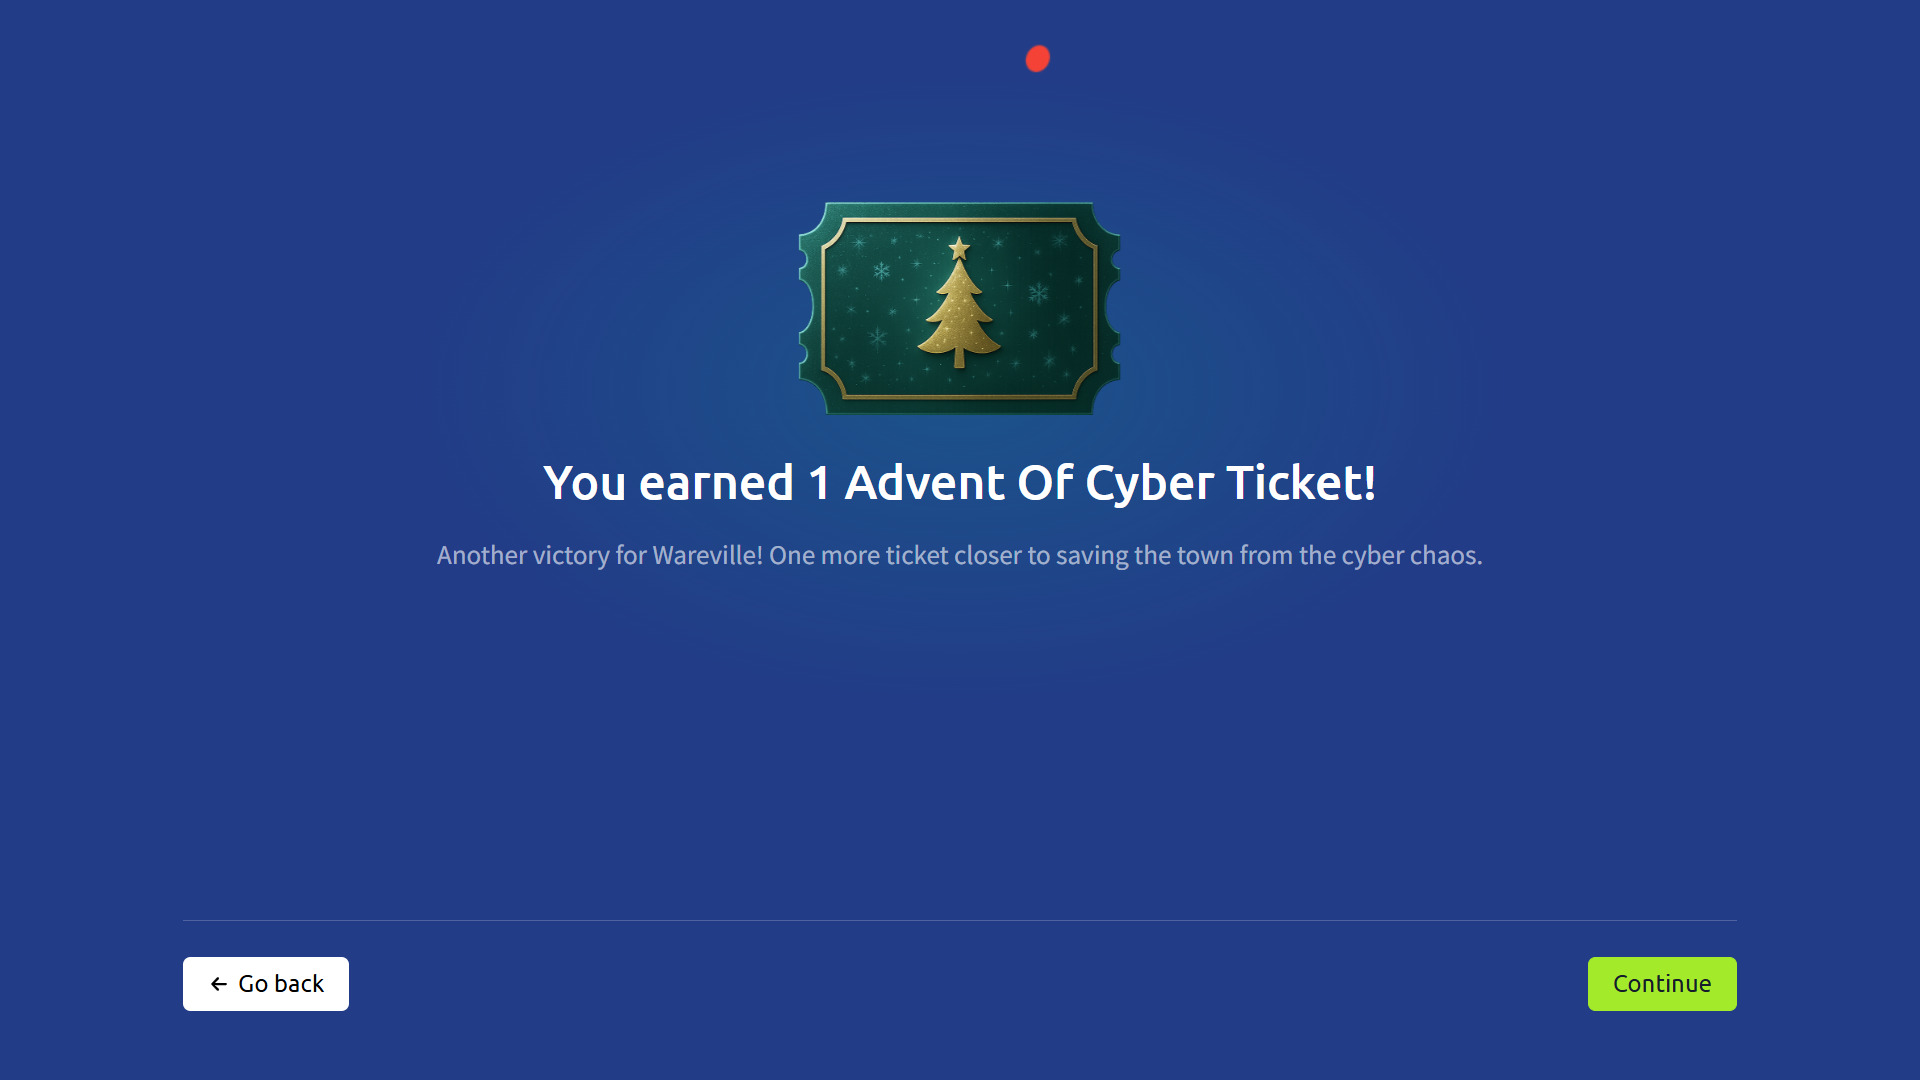 You earned 1 Advent Of Cyber Ticket!
Another victory for Wareville! One more ticket closer to saving the town from the cyber chaos.
Go back
Continue